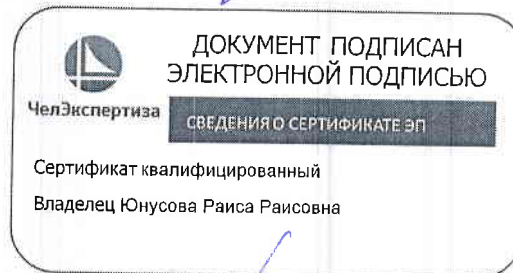 ДОКУМЕНТ ПОДПИСАН
ЭЛЕКТРОННОЙ ПОДПИСЬЮ
ЧелЭкспертиза
СВЕДЕНИЯ О СЕРТИФИКАТЕ ЭП
Сертификат квалифицированный
Владелец Юнусова Раиса Раисовна